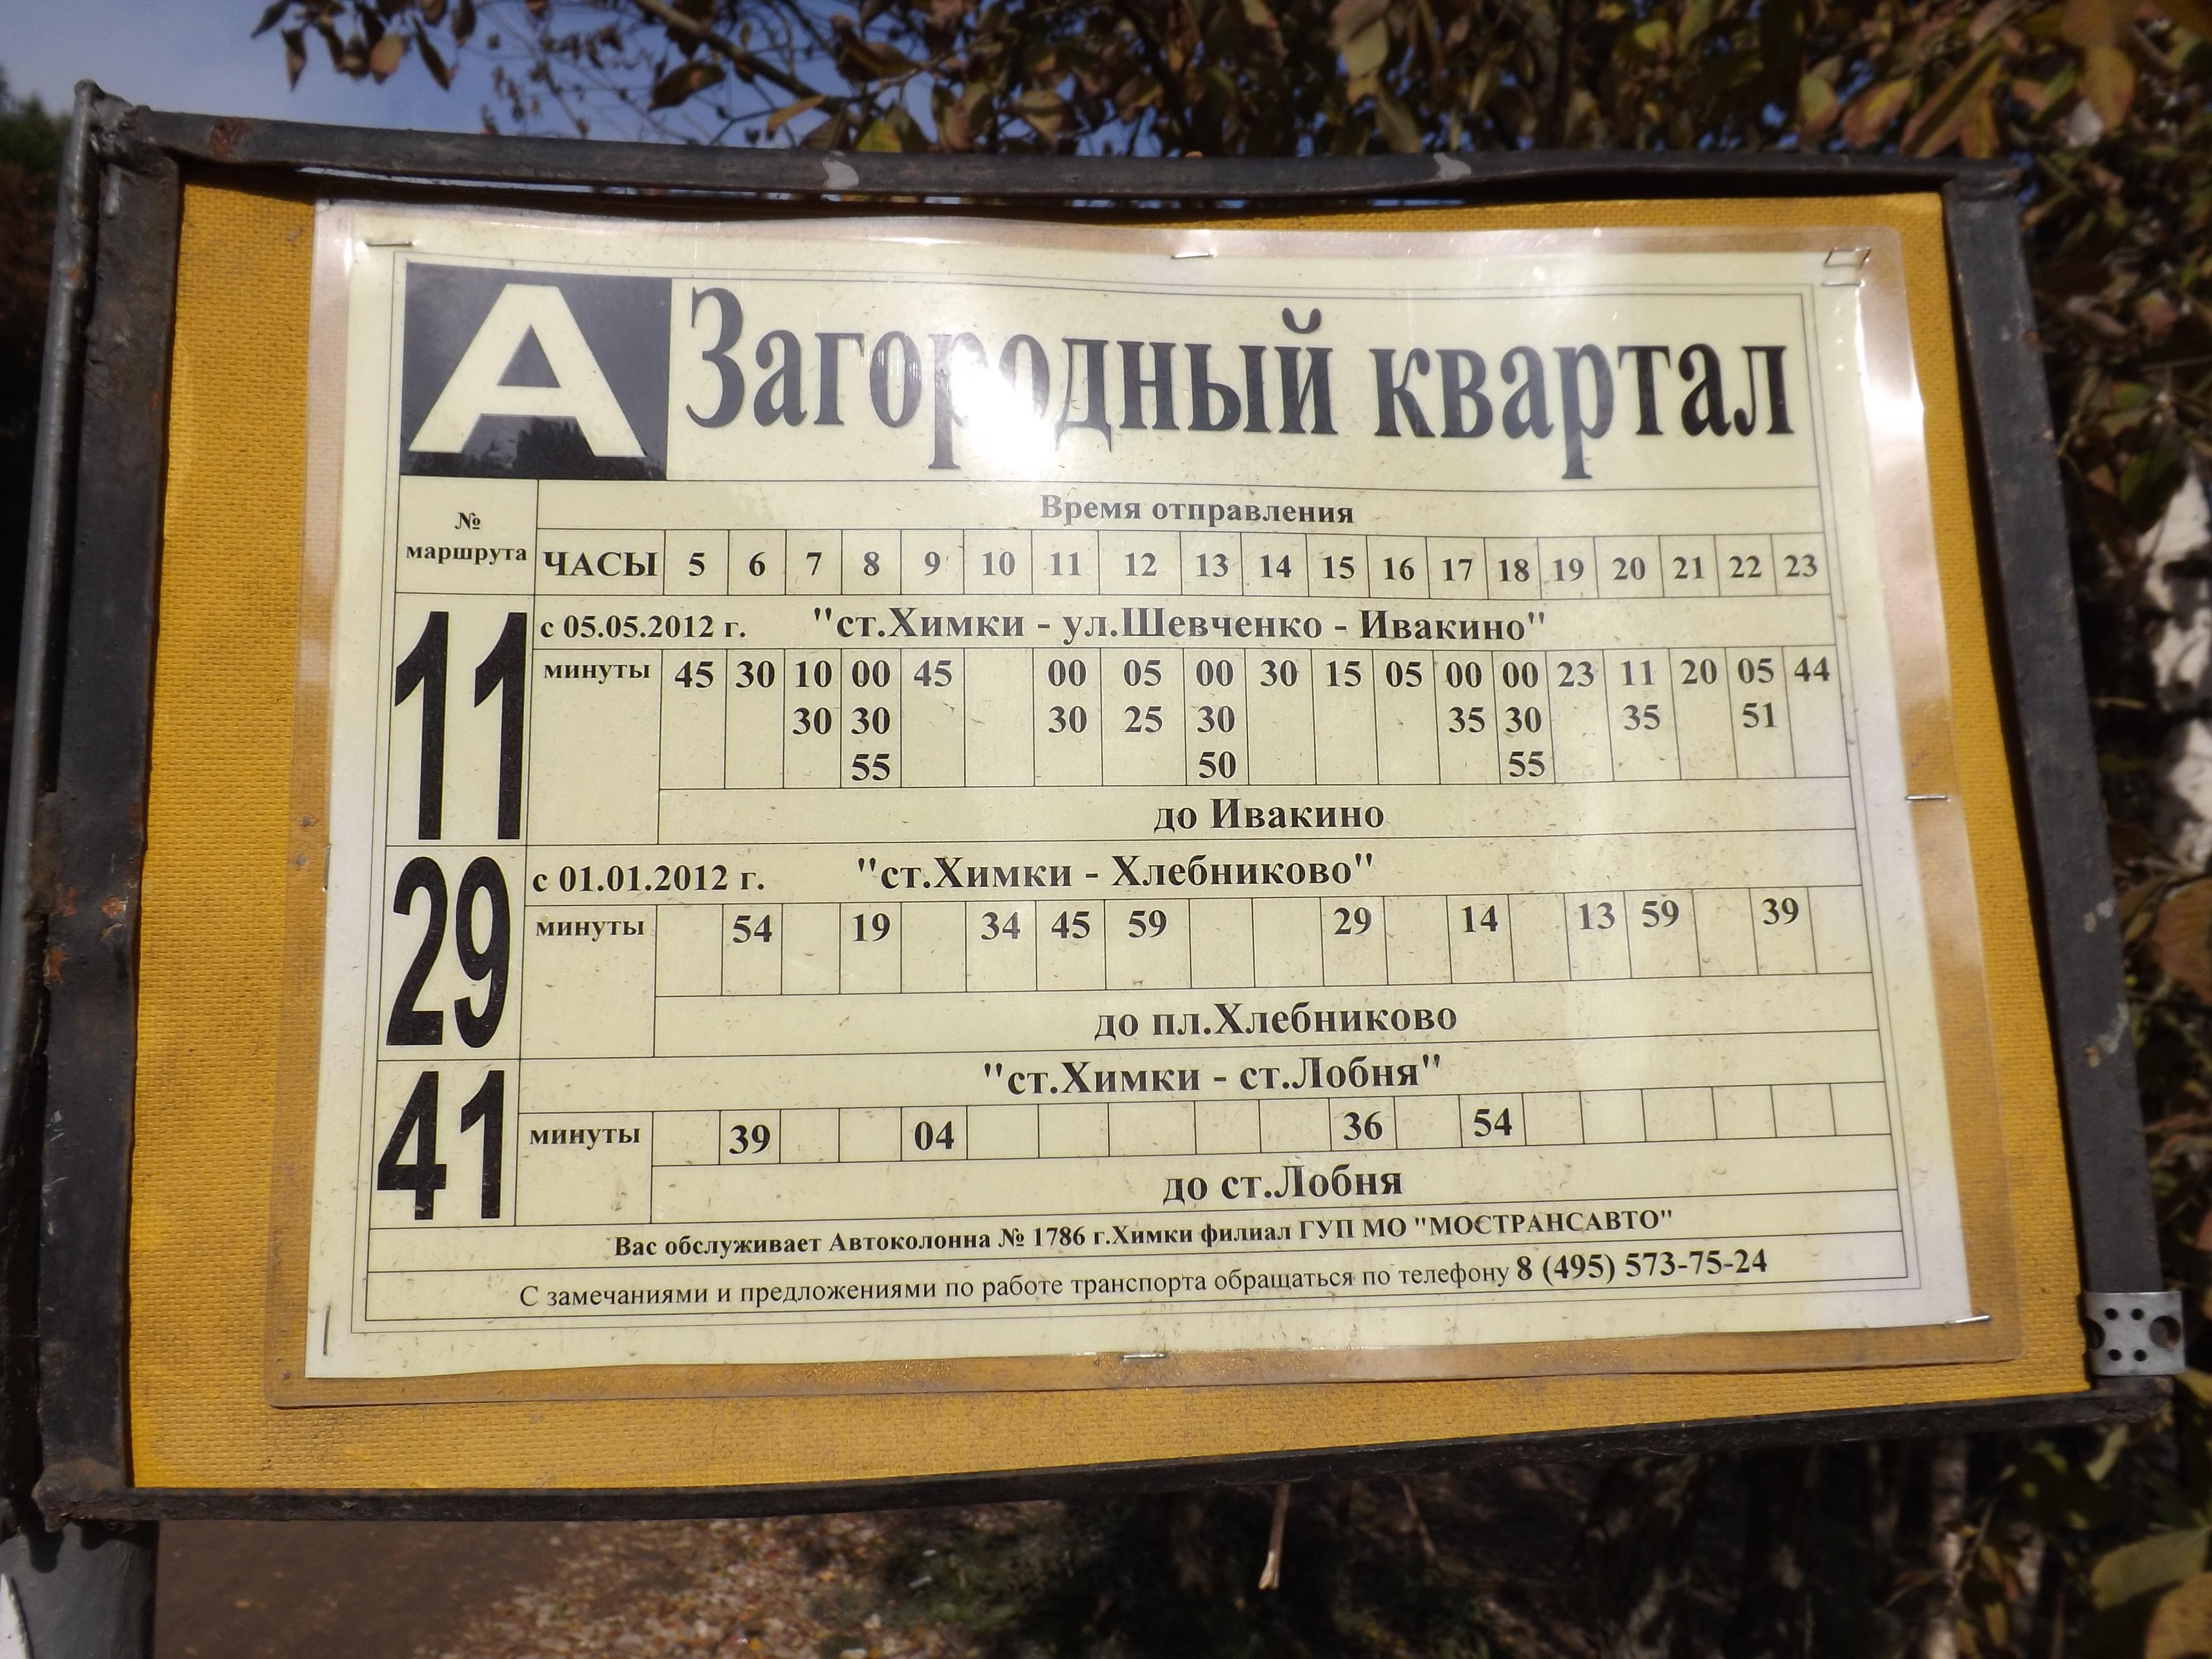 А Загородный квартал
№ маршрута
Время отправления
ЧАСЫ 5 6 7 8 9 10 11 12 13 14 15 16 17 18 19 20 21 22 23
11
с 05.05.2012 г. "ст.Химки - ул.Шевченко - Ивакино"
минуты 45 30 10 00 45 00 05 00 30 15 05 00 00 23 11 20 05 44
30 30 30 25 30 35 30 35 51
55 50 55
до Ивакино
29
с 01.01.2012 г. "ст.Химки - Хлебниково"
минуты 54 19 34 45 59 29 14 13 59 39
до пл.Хлебниково
41
"ст.Химки - ст.Лобня"
минуты 39 04 36 54
до ст.Лобня
Вас обслуживает Автоколонна № 1786 г.Химки филиал ГУП МО "МОСТРАНСАВТО"
С замечаниями и предложениями по работе транспорта обращаться по телефону 8 (495) 573-75-24